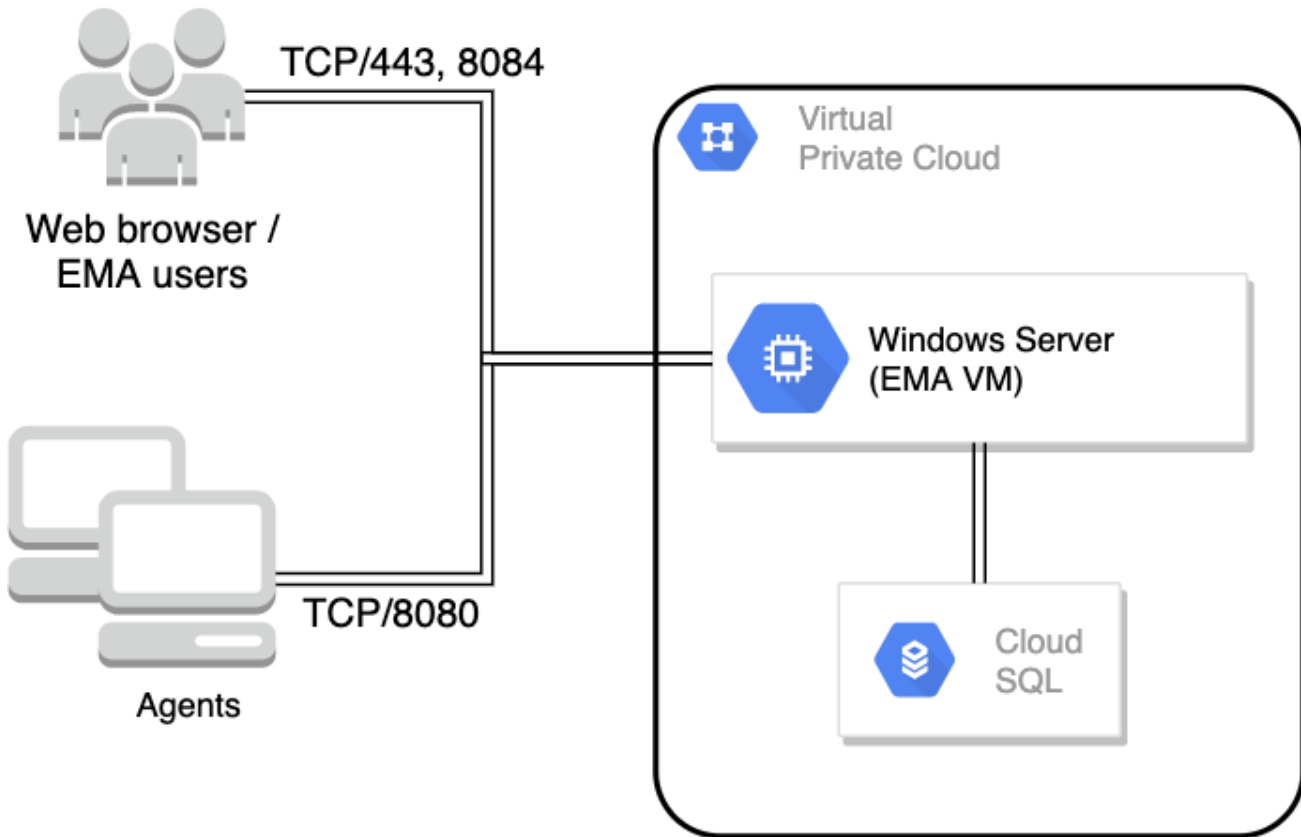 TCP/443, 8084
Web browser /
EMA users
Virtual
Private Cloud
Windows Server
(EMA VM)
TCP/8080
Agents
Cloud
SQL